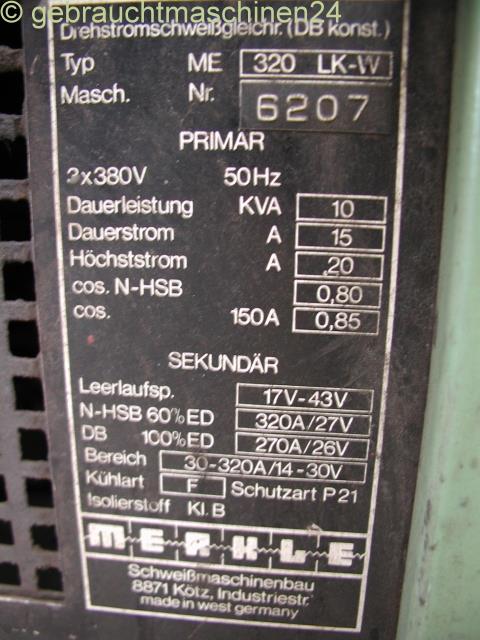 © gebrauchtmaschinen24
Drehstromschweißgleichr. (DB konst.)
Typ ME 320 LK-W
Masch. Nr. 6207
PRIMÄR
2x380V 50Hz
Dauerleistung KVA 10
Dauerstrom A 15
Höchststrom A 20
cos. N-HSB 0,80
cos. 150A 0,85
SEKUNDÄR
Leerlaufsp. 17V-43V
N-HSB 60%ED 320A/27V
DB 100%ED 270A/26V
Bereich 30-320A/14-30V
Kühlart F Schutzart P21
Isolierstoff Kl. B
MERKLE
Schweißmaschinenbau
8871 Kötz, Industriestr.
made in west germany